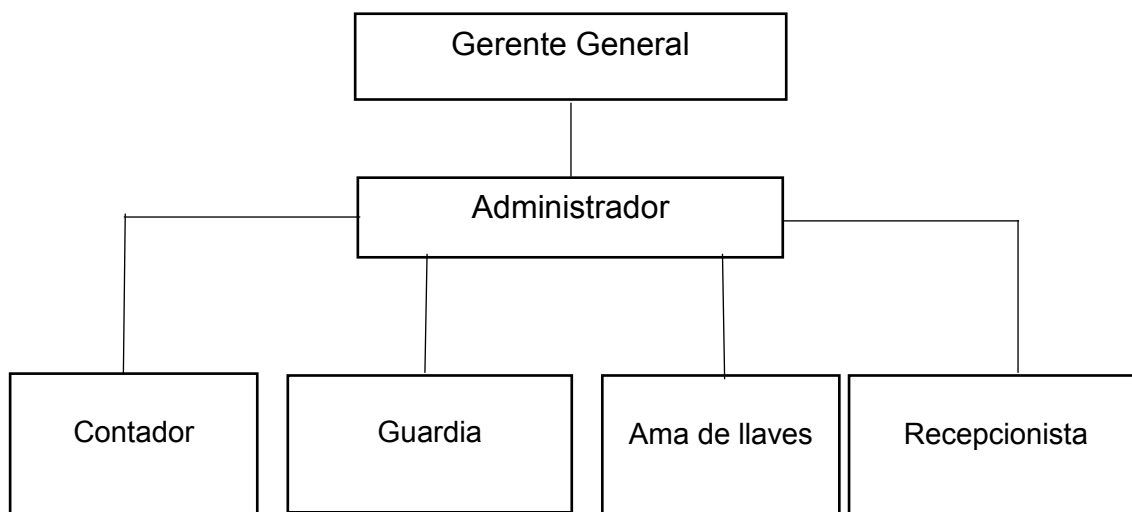 Gerente General
Administrador
Contador
Guardia
Ama de llaves
Recepcionista